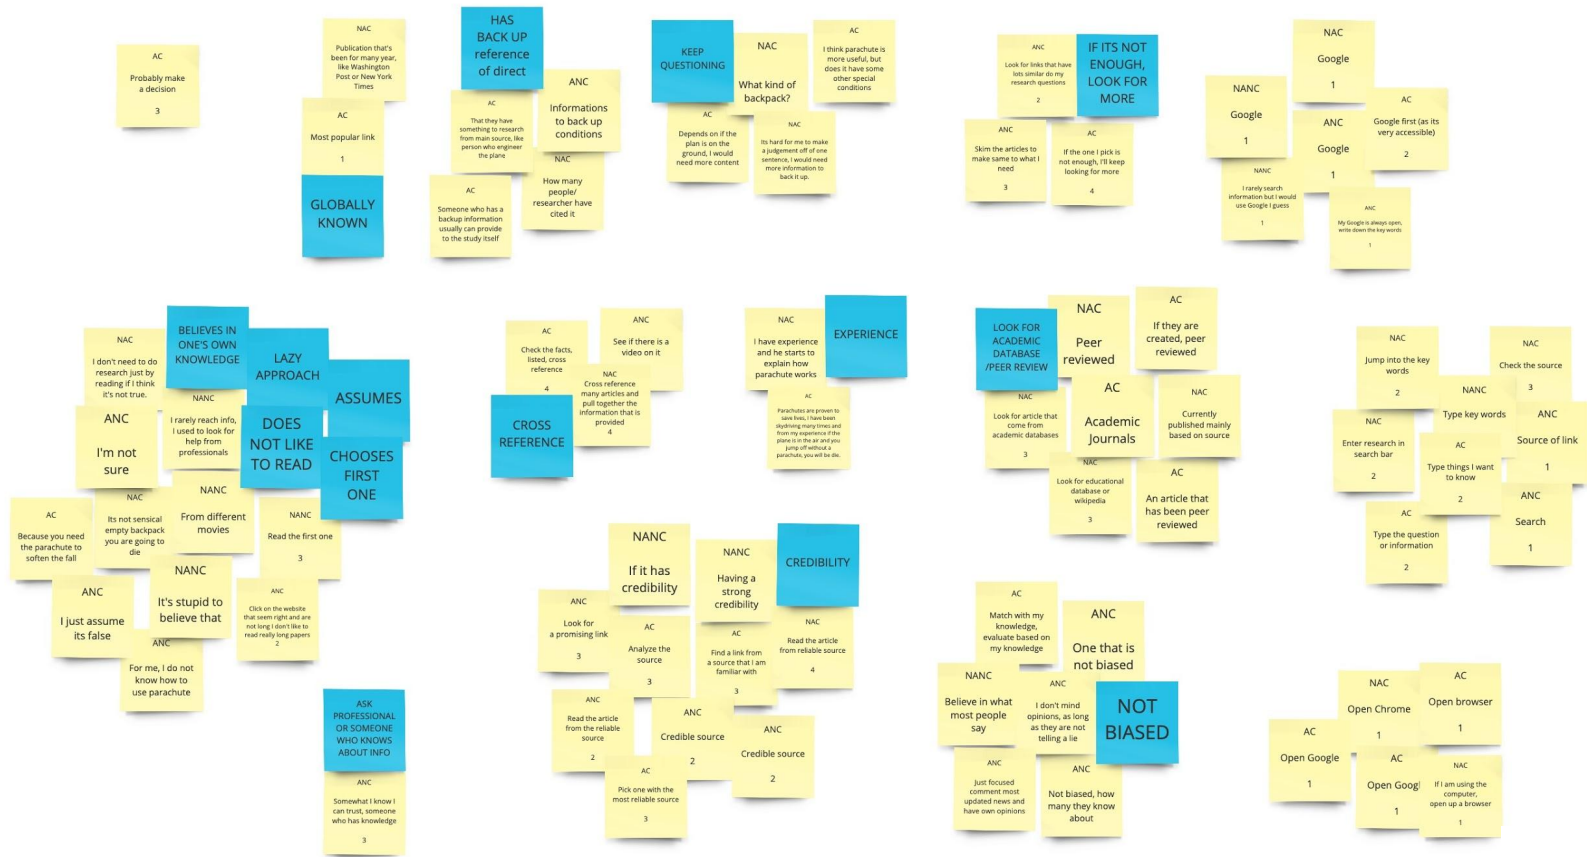 AC
Probably make
a decision
3
NAC
Publication that's
been for many year,
like Washington
Post or New York
Times
AC
Most popular link
1
GLOBALLY
KNOWN
HAS
BACK UP
reference
of direct
ANC
Informations
to back up
conditions
AC
That they have
something to research
from main source, like
person who engineer
the plane
NAC
How many
people/
researcher have
cited it
AC
Someone who has a
backup information
usually can provide
to the study itself
KEEP
QUESTIONING
NAC
What kind of
backpack?
AC
I think parachute is
more useful, but
does it have some
other special
conditions
AC
Depends on if the
plan is on the
ground, I would
need more content
NAC
Its hard for me to make
a judgement off of one
sentence, I would need
more information to
back it up.
ANC
Look for links that have
lots similar do my
research questions
2
IF ITS NOT
ENOUGH,
LOOK FOR
MORE
ANC
Skim the articles to
make same to what I
need
3
AC
If the one I pick is
not enough, I'll keep
looking for more
4
NAC
Google
1
NANC
Google
1
AC
Google first (as its
very accessible)
2
ANC
Google
1
NANC
I rarely search
information but I would
use Google I guess
1
ANC
My Google is always open,
write down the key words
1
BELIEVES IN
ONE'S OWN
KNOWLEDGE
LAZY
APPROACH
ASSUMES
DOES
NOT LIKE
TO READ
CHOOSES
FIRST
ONE
NAC
I don't need to do
research just by
reading if I think
it's not true.
NANC
I rarely reach info,
I used to look for
help from
professionals
ANC
I'm not
sure
NAC
Its not sensical
empty backpack
you are going to
die
NANC
From different
movies
NANC
Read the first one
3
AC
Because you need
the parachute to
soften the fall
ANC
I just assume
its false
NANC
It's stupid to
believe that
ANC
Click on the website
that seem right and are
not long I don't like to
read really long papers
2
ANC
For me, I do not
know how to
use parachute
ASK
PROFESSIONAL
OR SOMEONE
WHO KNOWS
ABOUT INFO
ANC
Somewhat I know I
can trust, someone
who has knowledge
3
AC
Check the facts,
listed, cross
reference
4
ANC
See if there is a
video on it
NAC
Cross reference
many articles and
pull together the
information that is
provided
4
CROSS
REFERENCE
NAC
I have experience
and he starts to
explain how
parachute works
EXPERIENCE
AC
Parachutes are proven to
save lives, I have been
skydriving many times and
from my experience if the
plane is in the air and you
jump off without a
parachute, you will be die.
NANC
If it has
credibility
NANC
Having a
strong
credibility
CREDIBILITY
ANC
Look for
a promising link
3
AC
Analyze the
source
3
AC
Find a link from
a source that I am
familiar with
3
NAC
Read the article
from reliable source
4
ANC
Read the article
from the reliable
source
2
ANC
Credible source
2
ANC
Credible source
2
AC
Pick one with the
most reliable source
3
LOOK FOR
ACADEMIC
DATABASE
/PEER REVIEW
NAC
Peer
reviewed
AC
If they are
created, peer
reviewed
NAC
Look for article that
come from
academic databases
3
AC
Academic
Journals
NAC
Currently
published mainly
based on source
NAC
Look for educational
database or
wikipedia
3
AC
An article that
has been peer
reviewed
AC
Match with my
knowledge,
evaluate based on
my knowledge
ANC
One that is
not biased
NANC
Believe in what
most people
say
ANC
I don't mind
opinions, as long
as they are not
telling a lie
NOT
BIASED
ANC
Just focused
comment most
updated news and
have own opinions
ANC
Not biased, how
many they know
about
NAC
Jump into the key
words
2
NAC
Check the source
3
NANC
Type key words
ANC
Source of link
1
NAC
Enter research in
search bar
2
AC
Type things I want
to know
2
ANC
Search
1
AC
Type the question
or information
2
NAC
Open Chrome
1
AC
Open browser
1
AC
Open Google
1
AC
Open Googl
1
NAC
If I am using the
computer,
open up a browser
1